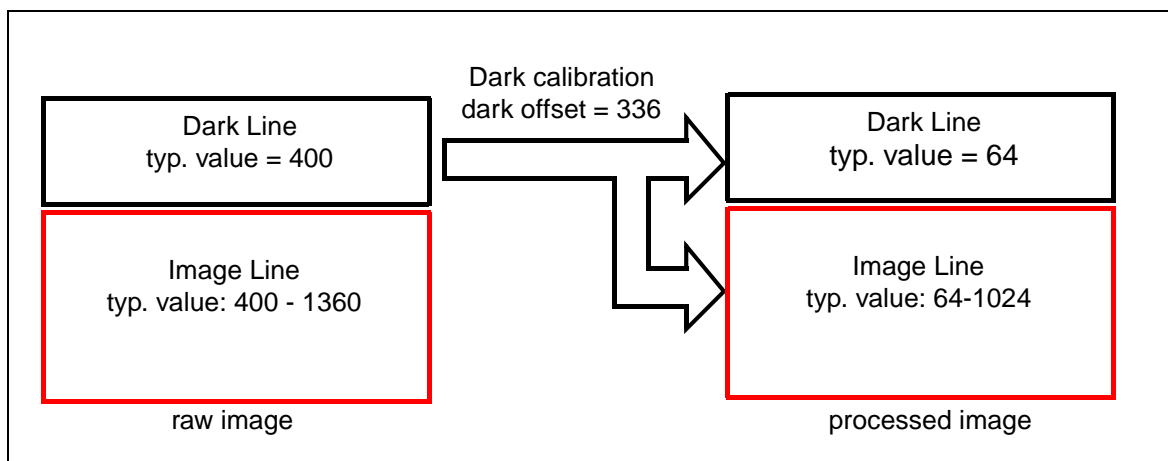 Dark calibration
dark offset = 336
Dark Line
typ. value = 400
Dark Line
typ. value = 64
Image Line
typ. value: 400 - 1360
Image Line
typ. value: 64-1024
raw image
processed image